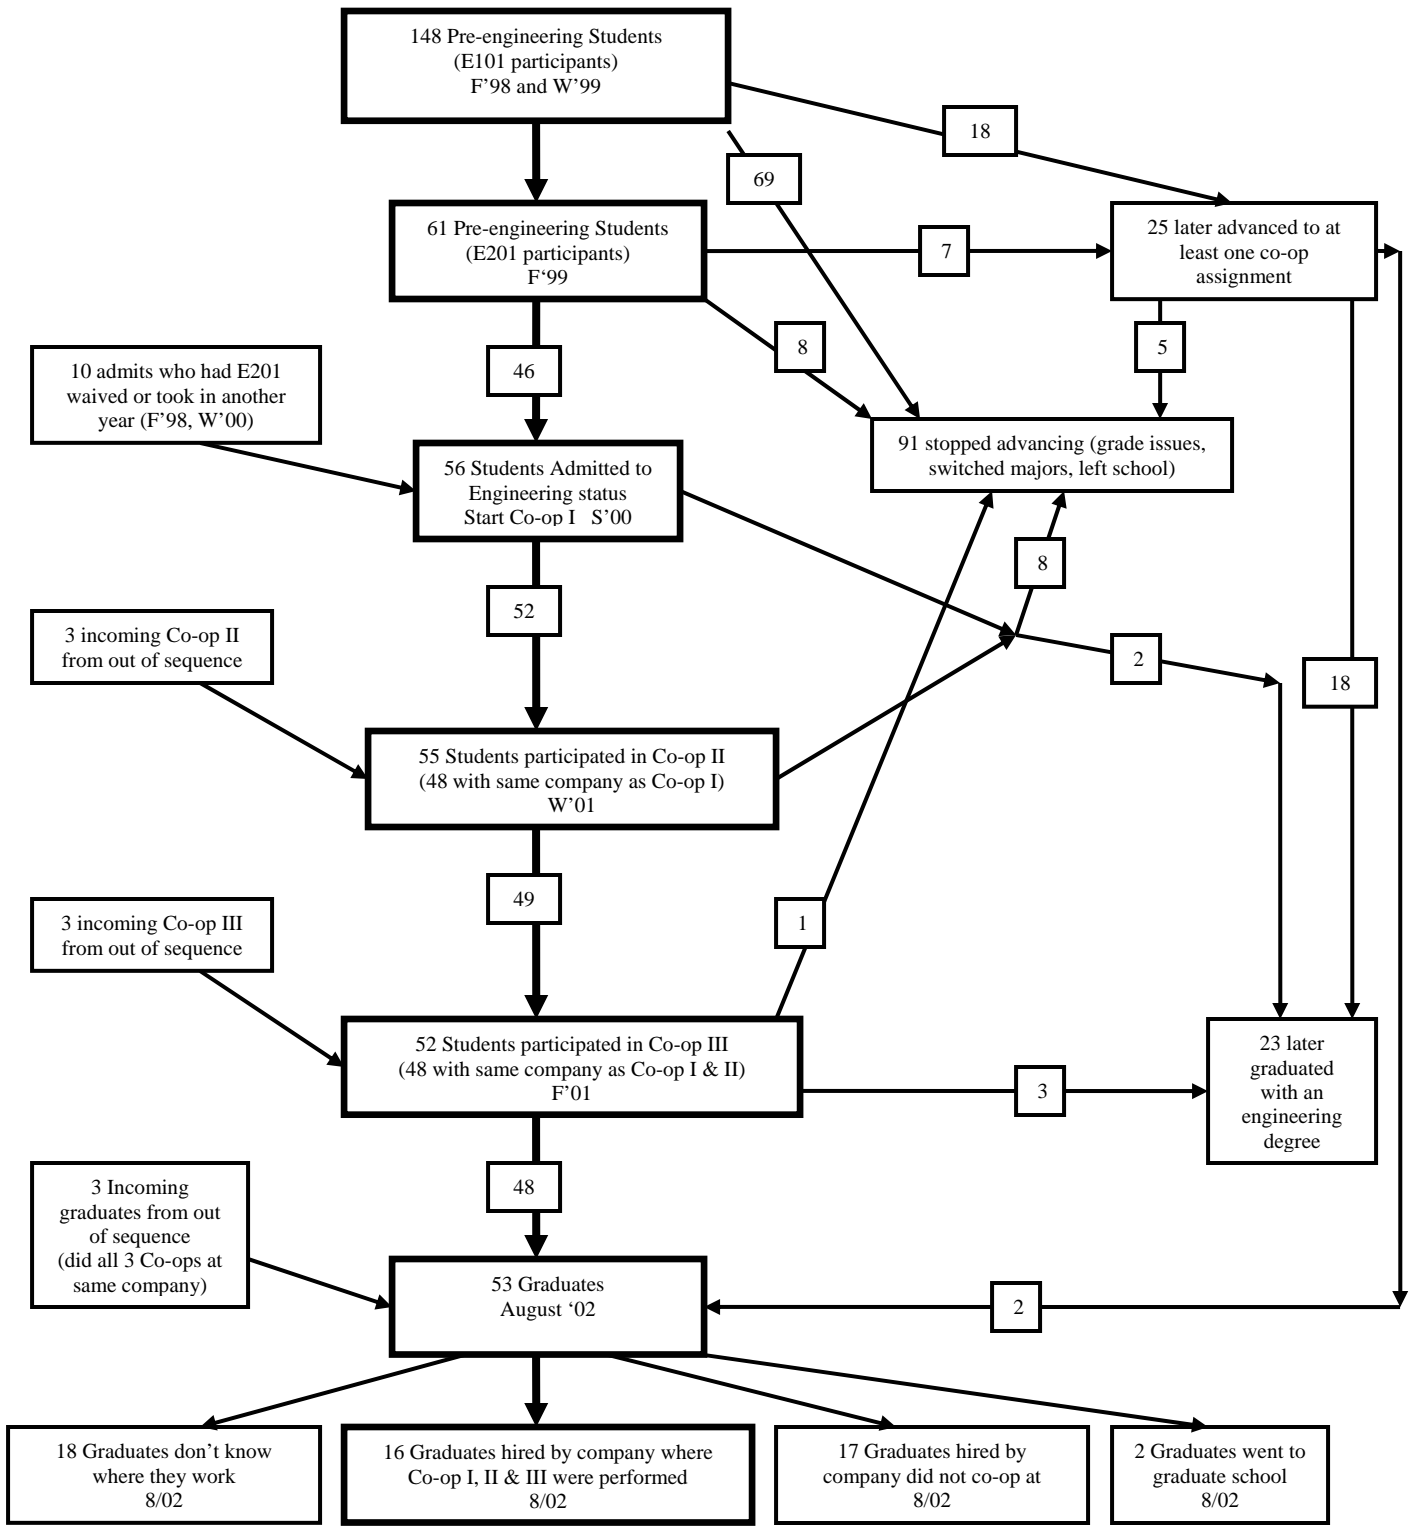 148 Pre-engineering Students
(E101 participants)
F’98 and W’99
18
69
61 Pre-engineering Students
(E201 participants)
F‘99
7
25 later advanced to at
least one co-op
assignment
8
5
46
10 admits who had E201
waived or took in another
year (F’98, W’00)
91 stopped advancing (grade issues,
switched majors, left school)
56 Students Admitted to
Engineering status
Start Co-op I S’00
8
52
3 incoming Co-op II
from out of sequence
2
18
55 Students participated in Co-op II
(48 with same company as Co-op I)
W’01
49
1
3 incoming Co-op III
from out of sequence
52 Students participated in Co-op III
(48 with same company as Co-op I & II)
F’01
3
23 later
graduated
with an
engineering
degree
48
3 Incoming
graduates from out
of sequence
(did all 3 Co-ops at
same company)
53 Graduates
August ‘02
2
18 Graduates don’t know
where they work
8/02
16 Graduates hired by company where
Co-op I, II & III were performed
8/02
17 Graduates hired by
company did not co-op at
8/02
2 Graduates went to
graduate school
8/02